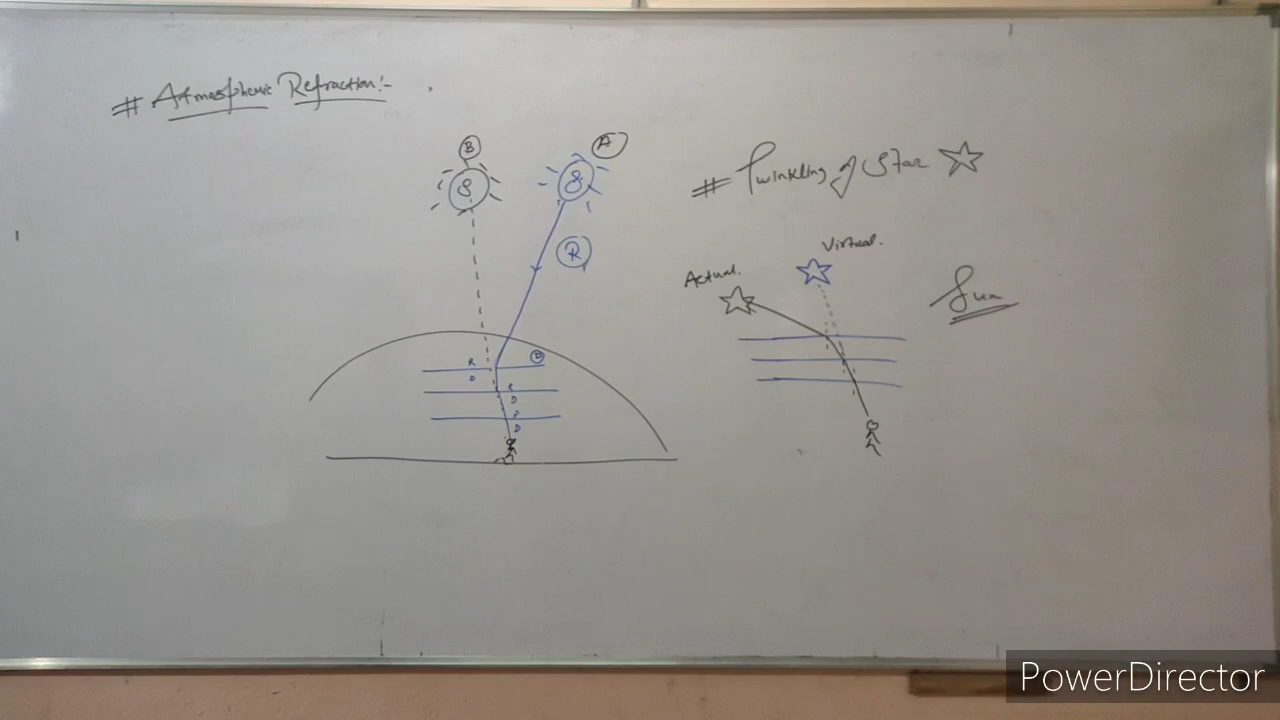 # Atmospheric Refraction:-
B
A
S
S
R
# Twinkling of Star
Virtual.
Actual.
Sun
R
D
D
R
D
R
D
PowerDirector